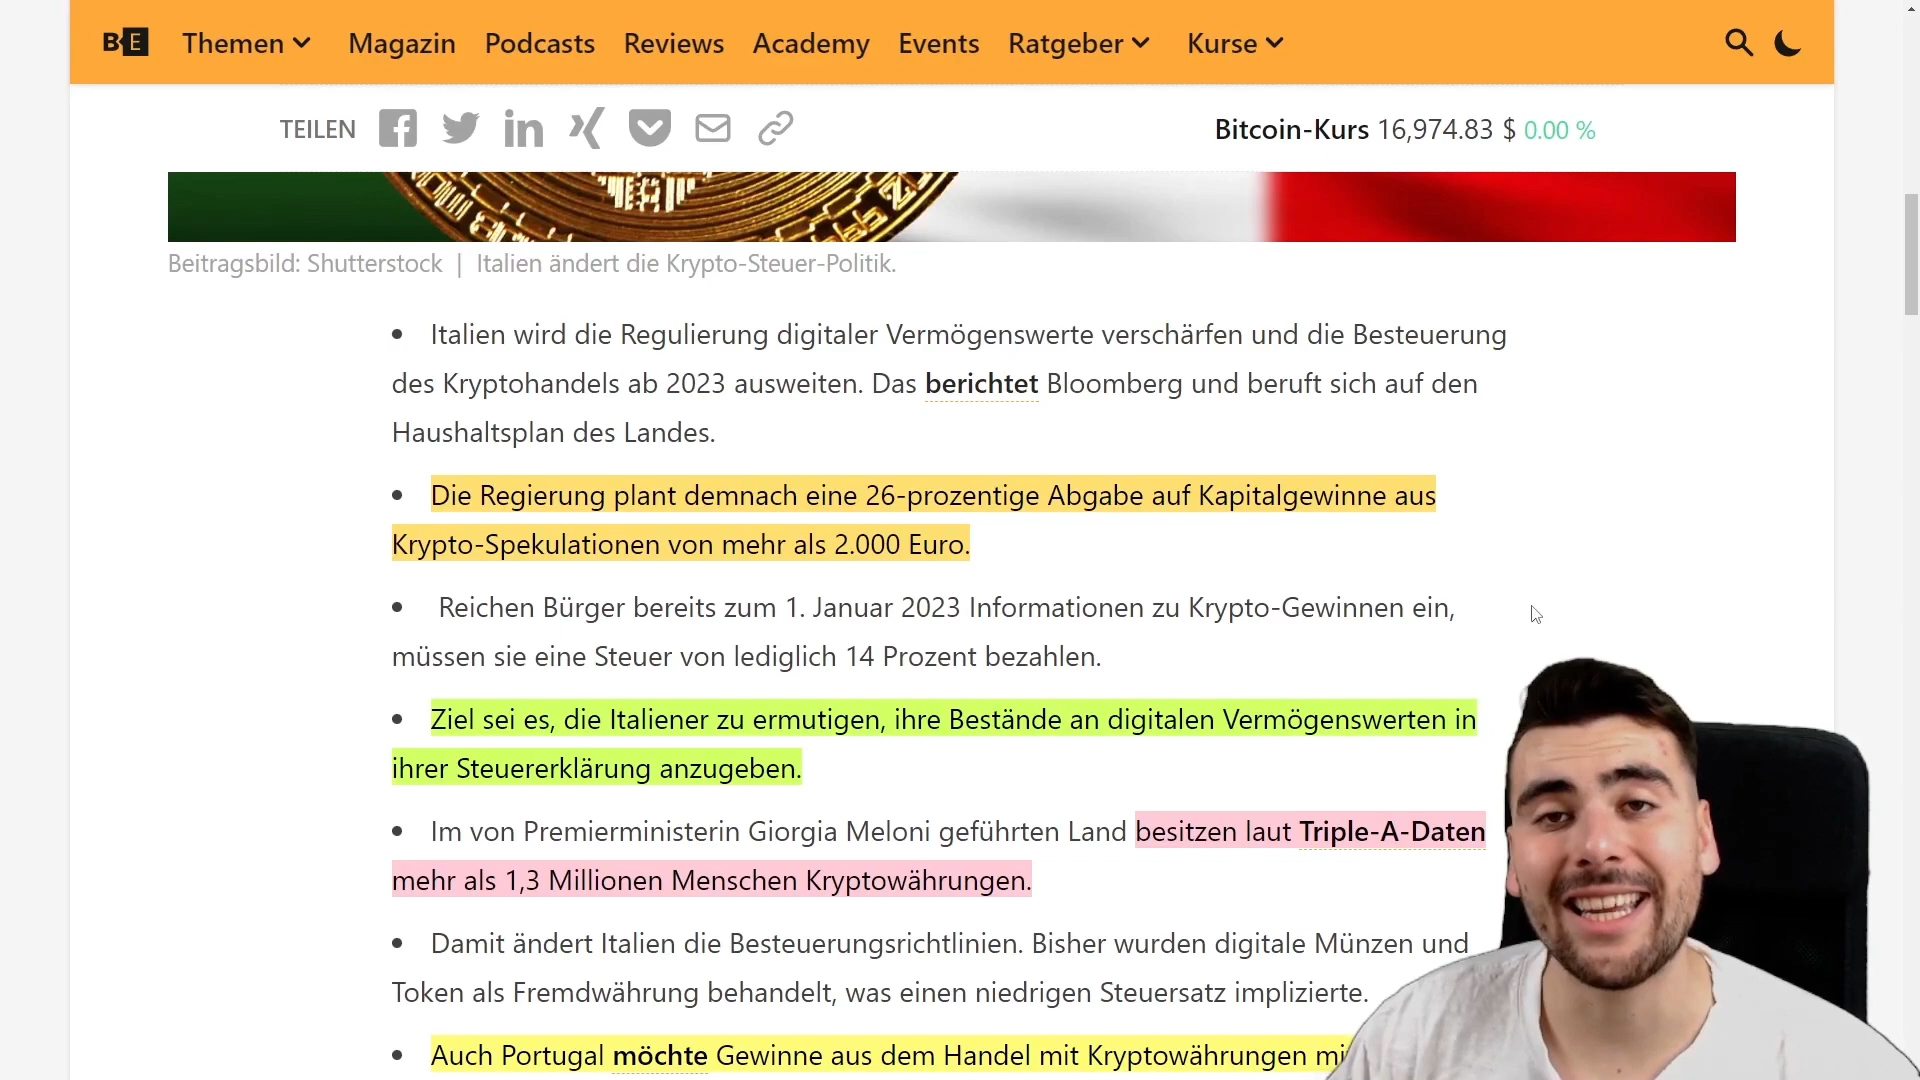 B E Themen Magazin Podcasts Reviews Academy Events Ratgeber Kurse
TEILEN Bitcoin-Kurs 16,974.83 $ 0.00 %
Beitragsbild: Shutterstock | Italien ändert die Krypto-Steuer-Politik.
• Italien wird die Regulierung digitaler Vermögenswerte verschärfen und die Besteuerung
des Kryptohandels ab 2023 ausweiten. Das berichtet Bloomberg und beruft sich auf den
Haushaltsplan des Landes.
• Die Regierung plant demnach eine 26-prozentige Abgabe auf Kapitalgewinne aus
Krypto-Spekulationen von mehr als 2.000 Euro.
• Reichen Bürger bereits zum 1. Januar 2023 Informationen zu Krypto-Gewinnen ein,
müssen sie eine Steuer von lediglich 14 Prozent bezahlen.
• Ziel sei es, die Italiener zu ermutigen, ihre Bestände an digitalen Vermögenswerten in
ihrer Steuererklärung anzugeben.
• Im von Premierministerin Giorgia Meloni geführten Land besitzen laut Triple-A-Daten
mehr als 1,3 Millionen Menschen Kryptowährungen.
• Damit ändert Italien die Besteuerungsrichtlinien. Bisher wurden digitale Münzen und
Token als Fremdwährung behandelt, was einen niedrigen Steuersatz implizierte.
• Auch Portugal möchte Gewinne aus dem Handel mit Kryptowährungen